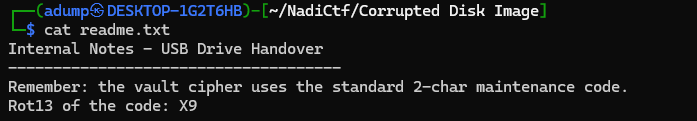 ┌──(adump㉿DESKTOP-1G2T6HB)-[~/NadiCtf/Corrupted Disk Image]
└─$ cat readme.txt
Internal Notes - USB Drive Handover
-------------------------------------
Remember: the vault cipher uses the standard 2-char maintenance code.
Rot13 of the code: X9